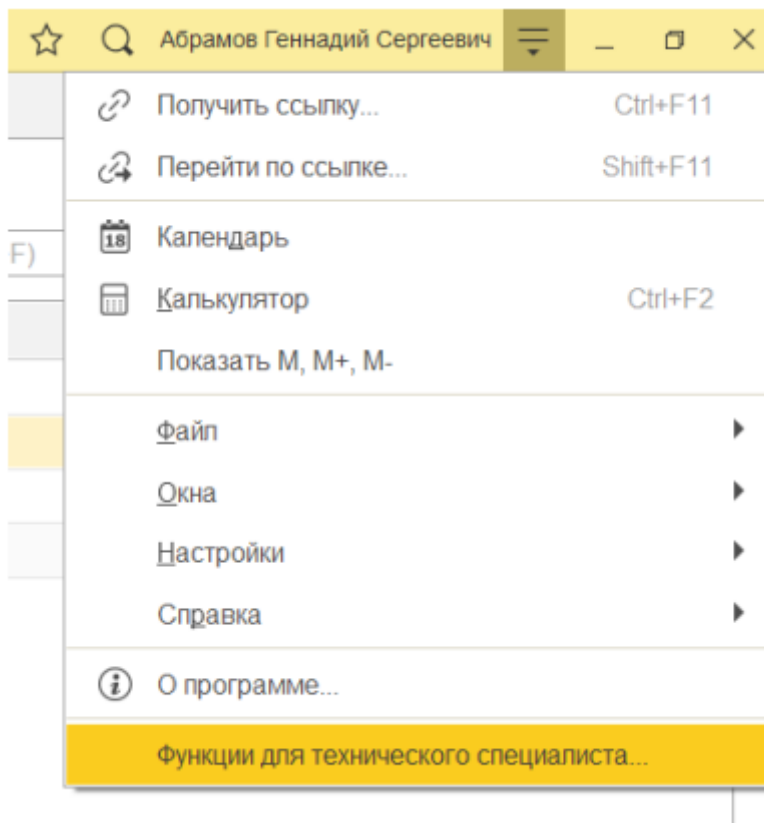 Абрамов Геннадий Сергеевич
Получить ссылку... Ctrl+F11
Перейти по ссылке... Shift+F11
F)
18 Календарь
Калькулятор Ctrl+F2
Показать M, M+, M-
Файл
Окна
Настройки
Справка
О программе...
Функции для технического специалиста...